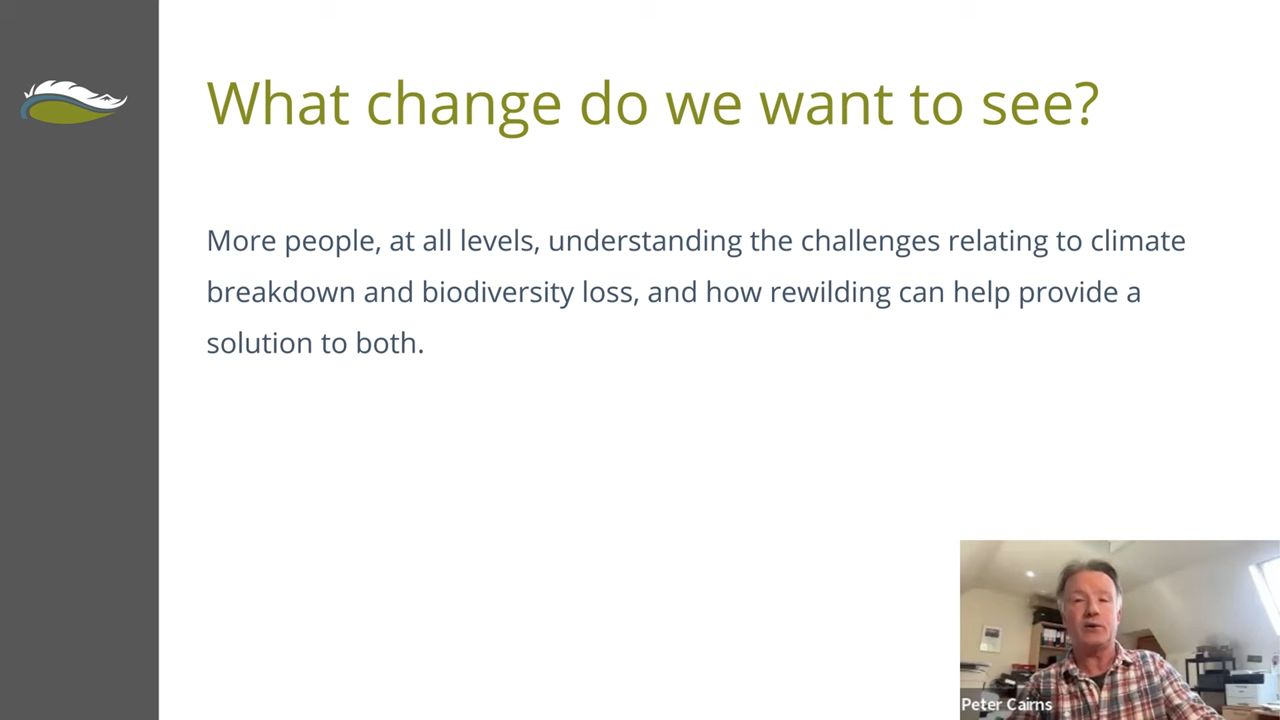 What change do we want to see?
More people, at all levels, understanding the challenges relating to climate
breakdown and biodiversity loss, and how rewilding can help provide a
solution to both.
Peter Cairns